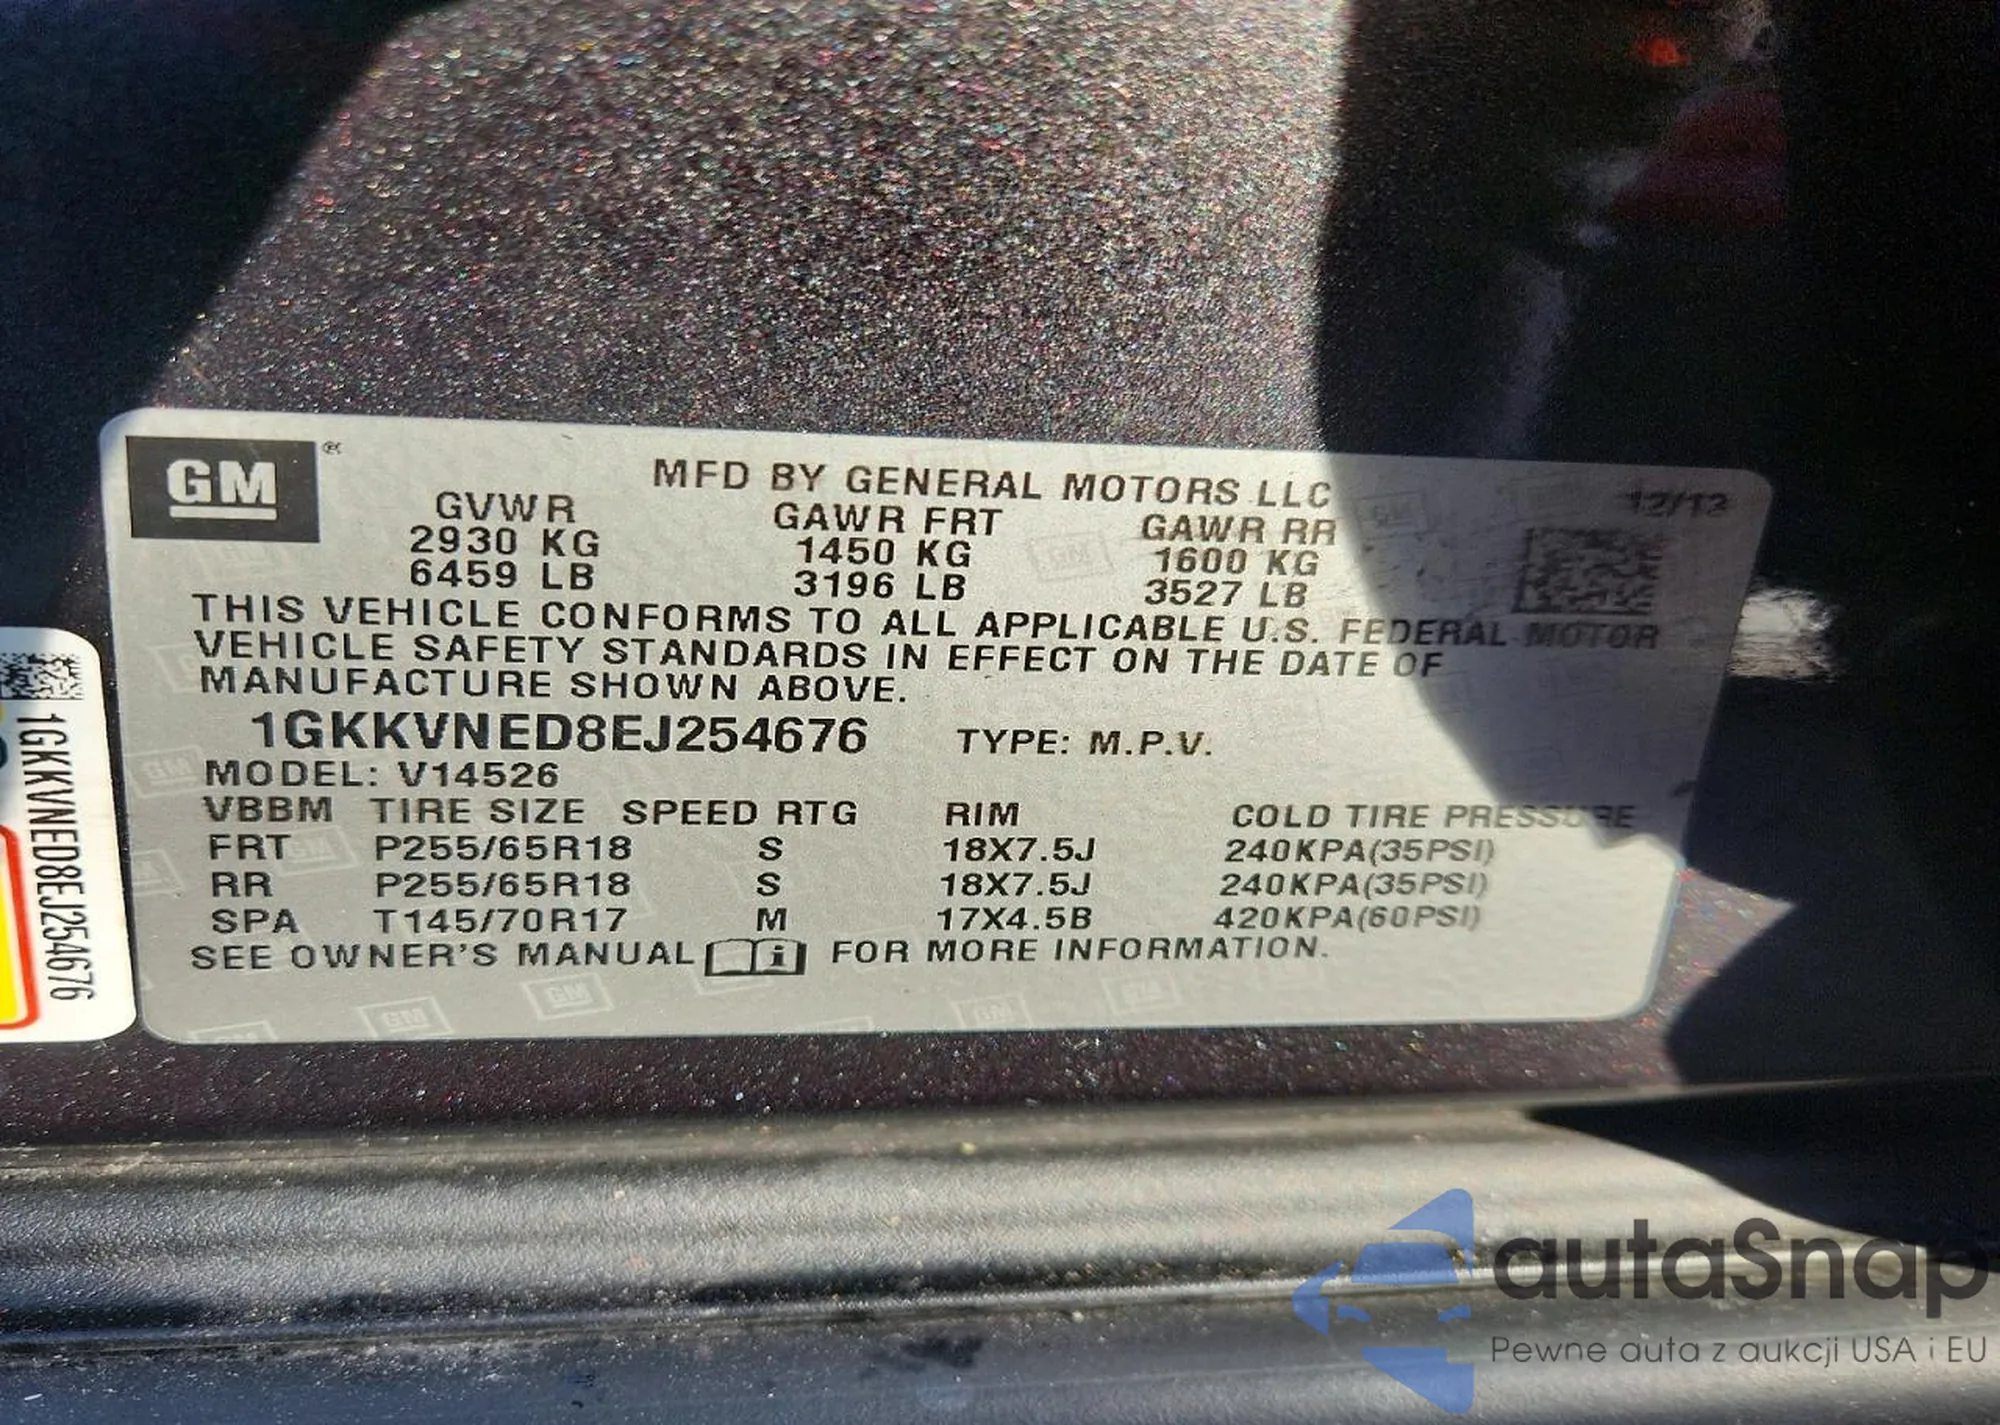 GM
MFD BY GENERAL MOTORS LLC
12/13
GVWR GAWR FRT GAWR RR
2930 KG 1450 KG 1600 KG
6459 LB 3196 LB 3527 LB
THIS VEHICLE CONFORMS TO ALL APPLICABLE U.S. FEDERAL MOTOR
VEHICLE SAFETY STANDARDS IN EFFECT ON THE DATE OF
MANUFACTURE SHOWN ABOVE.
1GKKVNED8EJ254676 TYPE: M.P.V.
MODEL: V14526
VBBM TIRE SIZE SPEED RTG RIM COLD TIRE PRESSURE
FRT P255/65R18 S 18X7.5J 240KPA(35PSI)
RR P255/65R18 S 18X7.5J 240KPA(35PSI)
SPA T145/70R17 M 17X4.5B 420KPA(60PSI)
SEE OWNER'S MANUAL i FOR MORE INFORMATION.
1GKKVNED8EJ254676
autaSnap
Pewne auta z aukcji USA i EU